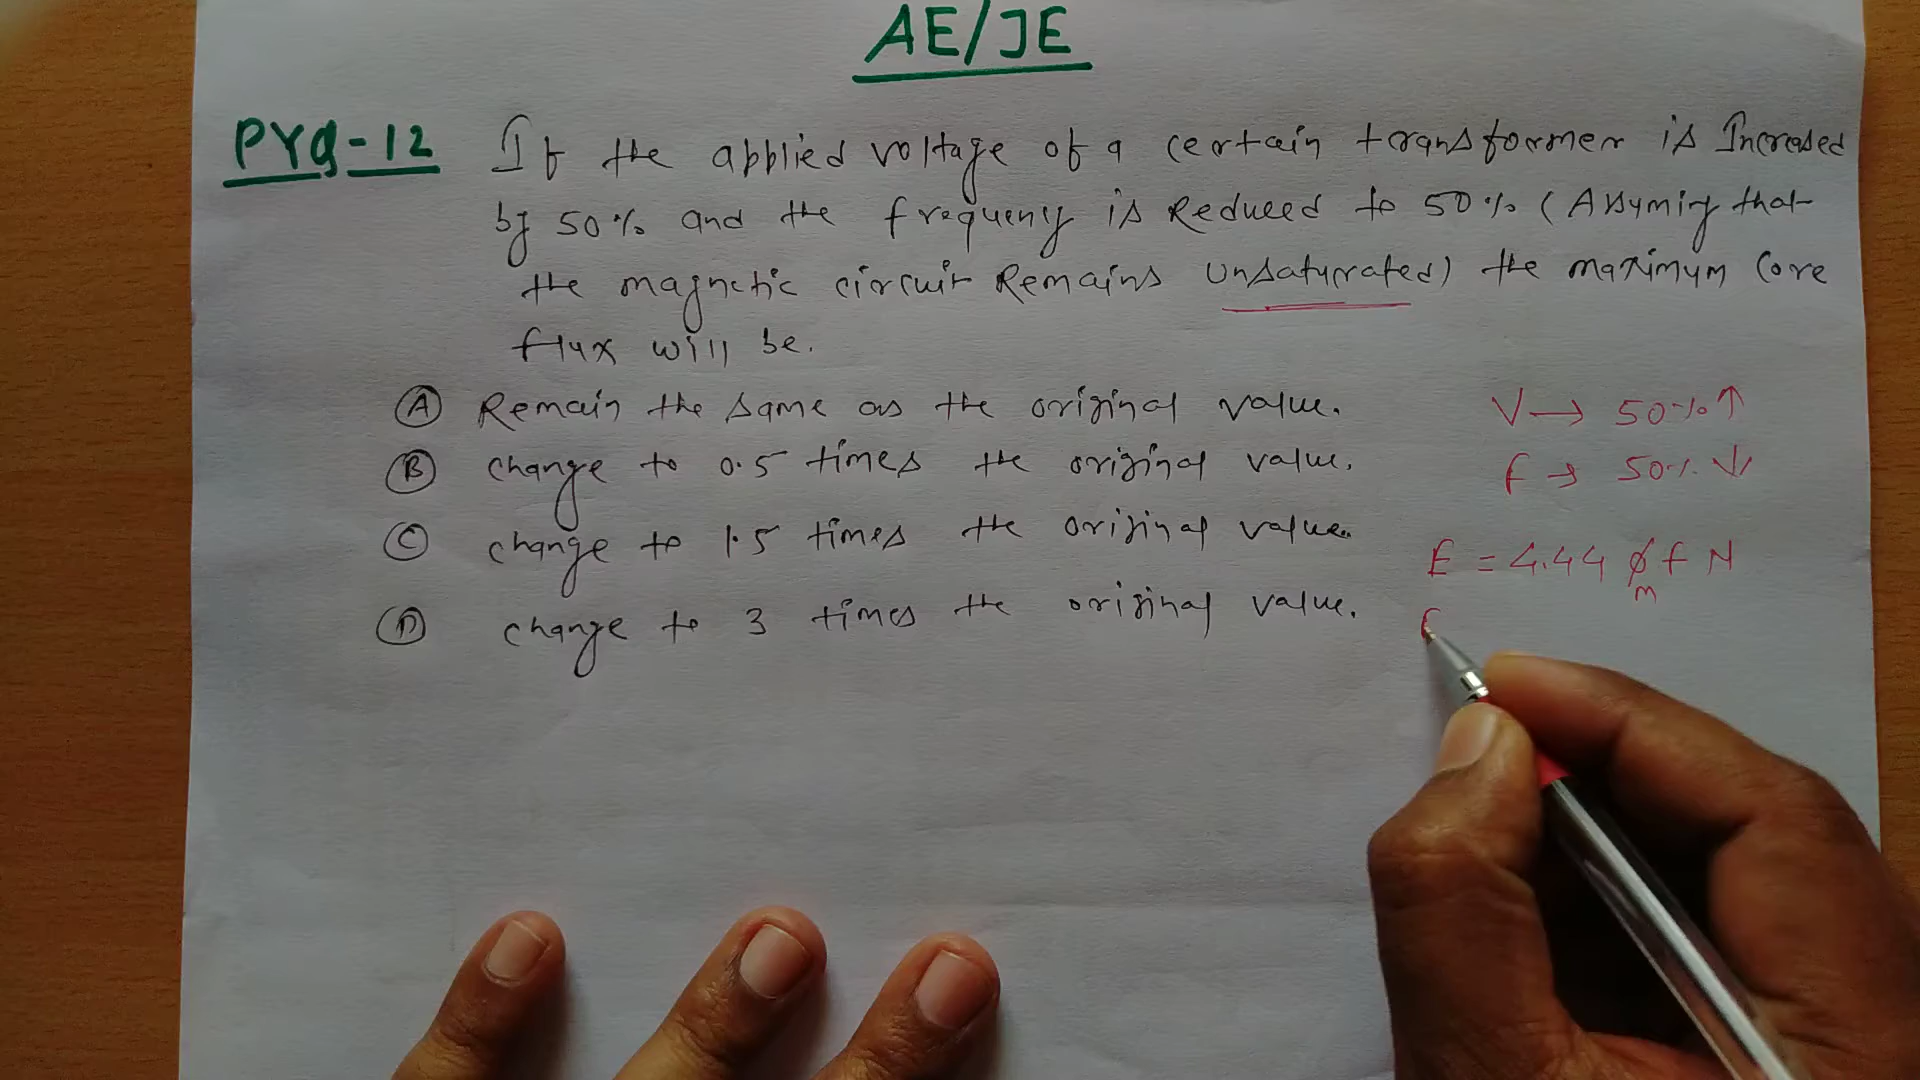 AE/JE
PYQ-12 If the applied voltage of a certain transformer is Increased
by 50% and the frequency is Reduced to 50% (Assuming that
the magnetic circuit Remains unsaturated) the maximum core
flux will be.
(A) Remain the same as the original value.
(B) change to 0.5 times the original value.
(C) change to 1.5 times the original value.
(D) change to 3 times the original value.
V → 50% ↑
f → 50% ↓
E = 4.44 ϕm f N